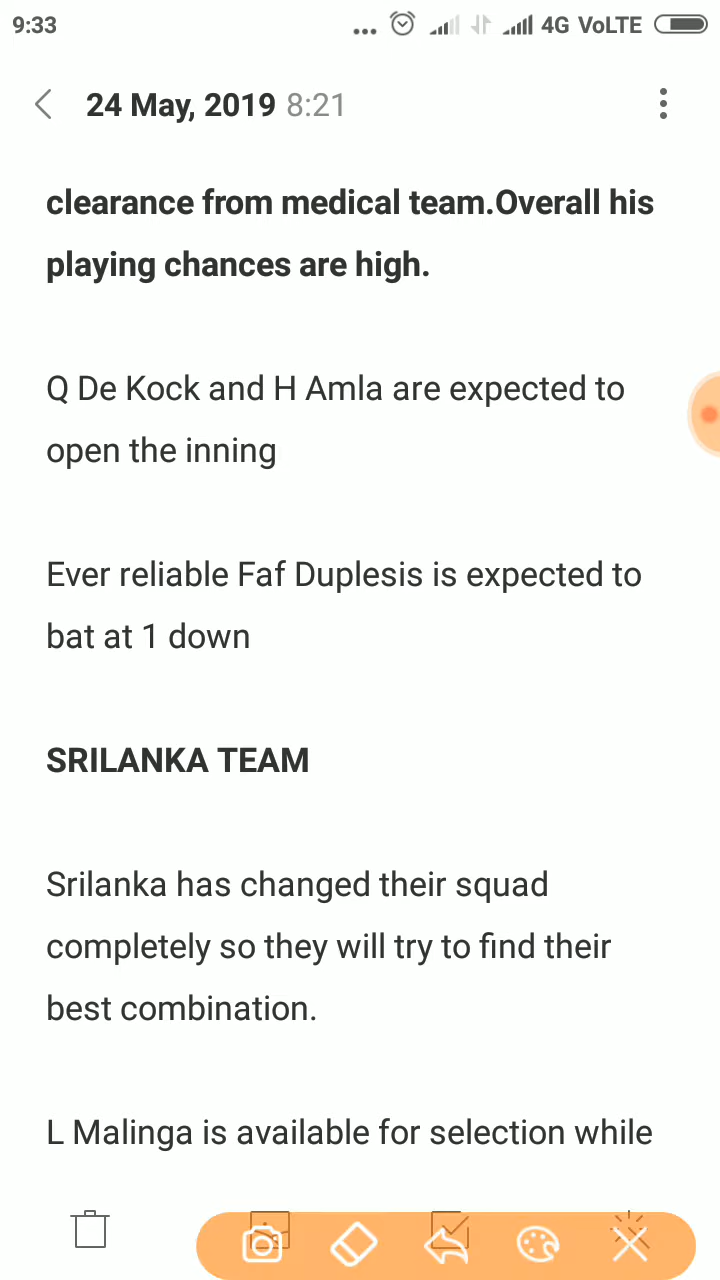 9:33
... 4G VoLTE
24 May, 2019 8:21
clearance from medical team.Overall his
playing chances are high.
Q De Kock and H Amla are expected to
open the inning
Ever reliable Faf Duplesis is expected to
bat at 1 down
SRILANKA TEAM
Srilanka has changed their squad
completely so they will try to find their
best combination.
L Malinga is available for selection while